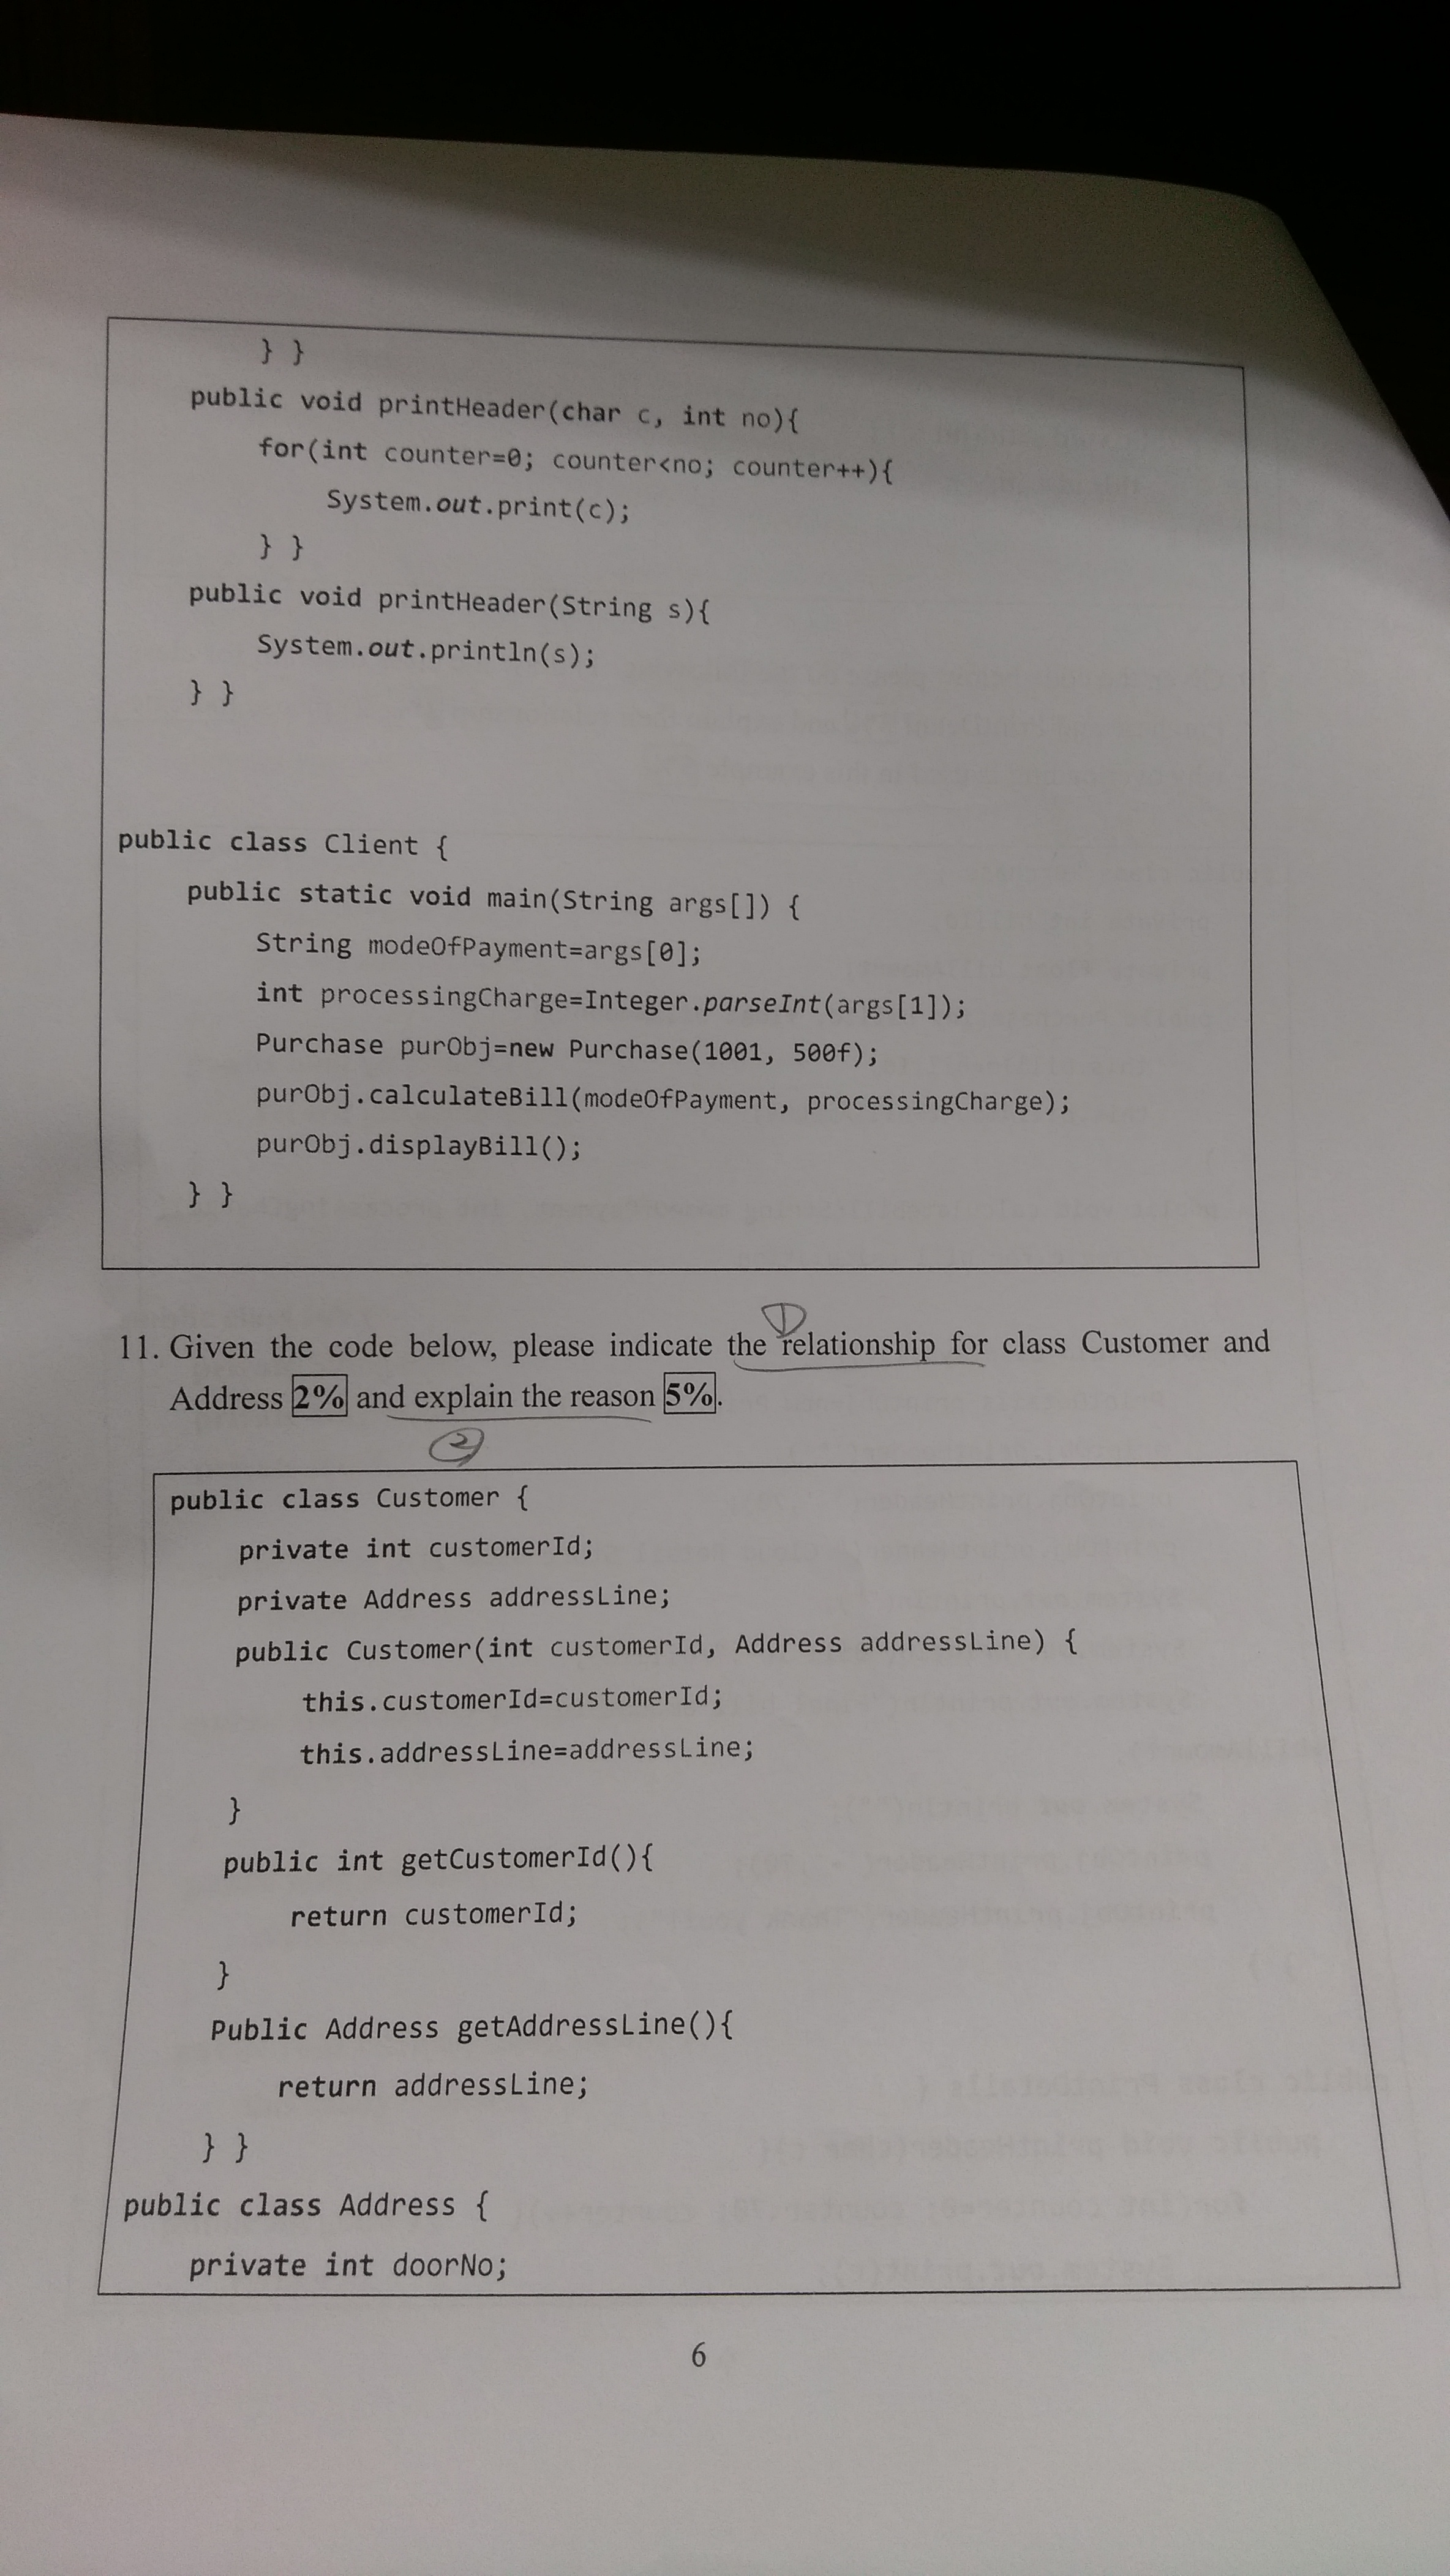 } }
public void printHeader(char c, int no){
for(int counter=0; counter<no; counter++){
System.out.print(c);
} }
public void printHeader(String s){
System.out.println(s);
} }
public class Client {
public static void main(String args[]) {
String modeOfPayment=args[0];
int processingCharge=Integer.parseInt(args[1]);
Purchase purObj=new Purchase(1001, 500f);
purObj.calculateBill(modeOfPayment, processingCharge);
purObj.displayBill();
} }
①
11. Given the code below, please indicate the relationship for class Customer and
Address 2% and explain the reason 5%.
②
public class Customer {
private int customerId;
private Address addressLine;
public Customer(int customerId, Address addressLine) {
this.customerId=customerId;
this.addressLine=addressLine;
}
public int getCustomerId(){
return customerId;
}
Public Address getAddressLine(){
return addressLine;
} }
public class Address {
private int doorNo;
6